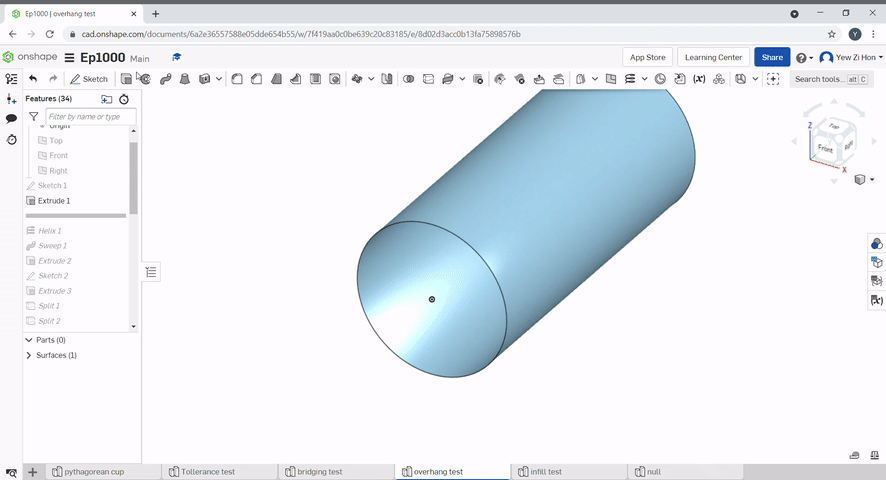 Ep1000 | overhang test
cad.onshape.com/documents/6a2e36557588e05dde654b55/w/7f419aa0c0be639c20c83185/e/8d02d3acc0b13fa75898576b
Y
onshape
Ep1000
Main
App Store
Learning Center
Share
Yew Zi Hon
Sketch
Search tools...
alt
C
Features (34)
Filter by name or type
Origin
Top
Front
Right
Sketch 1
Extrude 1
Helix 1
Sweep 1
Extrude 2
Sketch 2
Extrude 3
Split 1
Split 2
Parts (0)
Surfaces (1)
Z
Top
Front
Right
X
pythagorean cup
Tollerance test
bridging test
overhang test
infill test
null